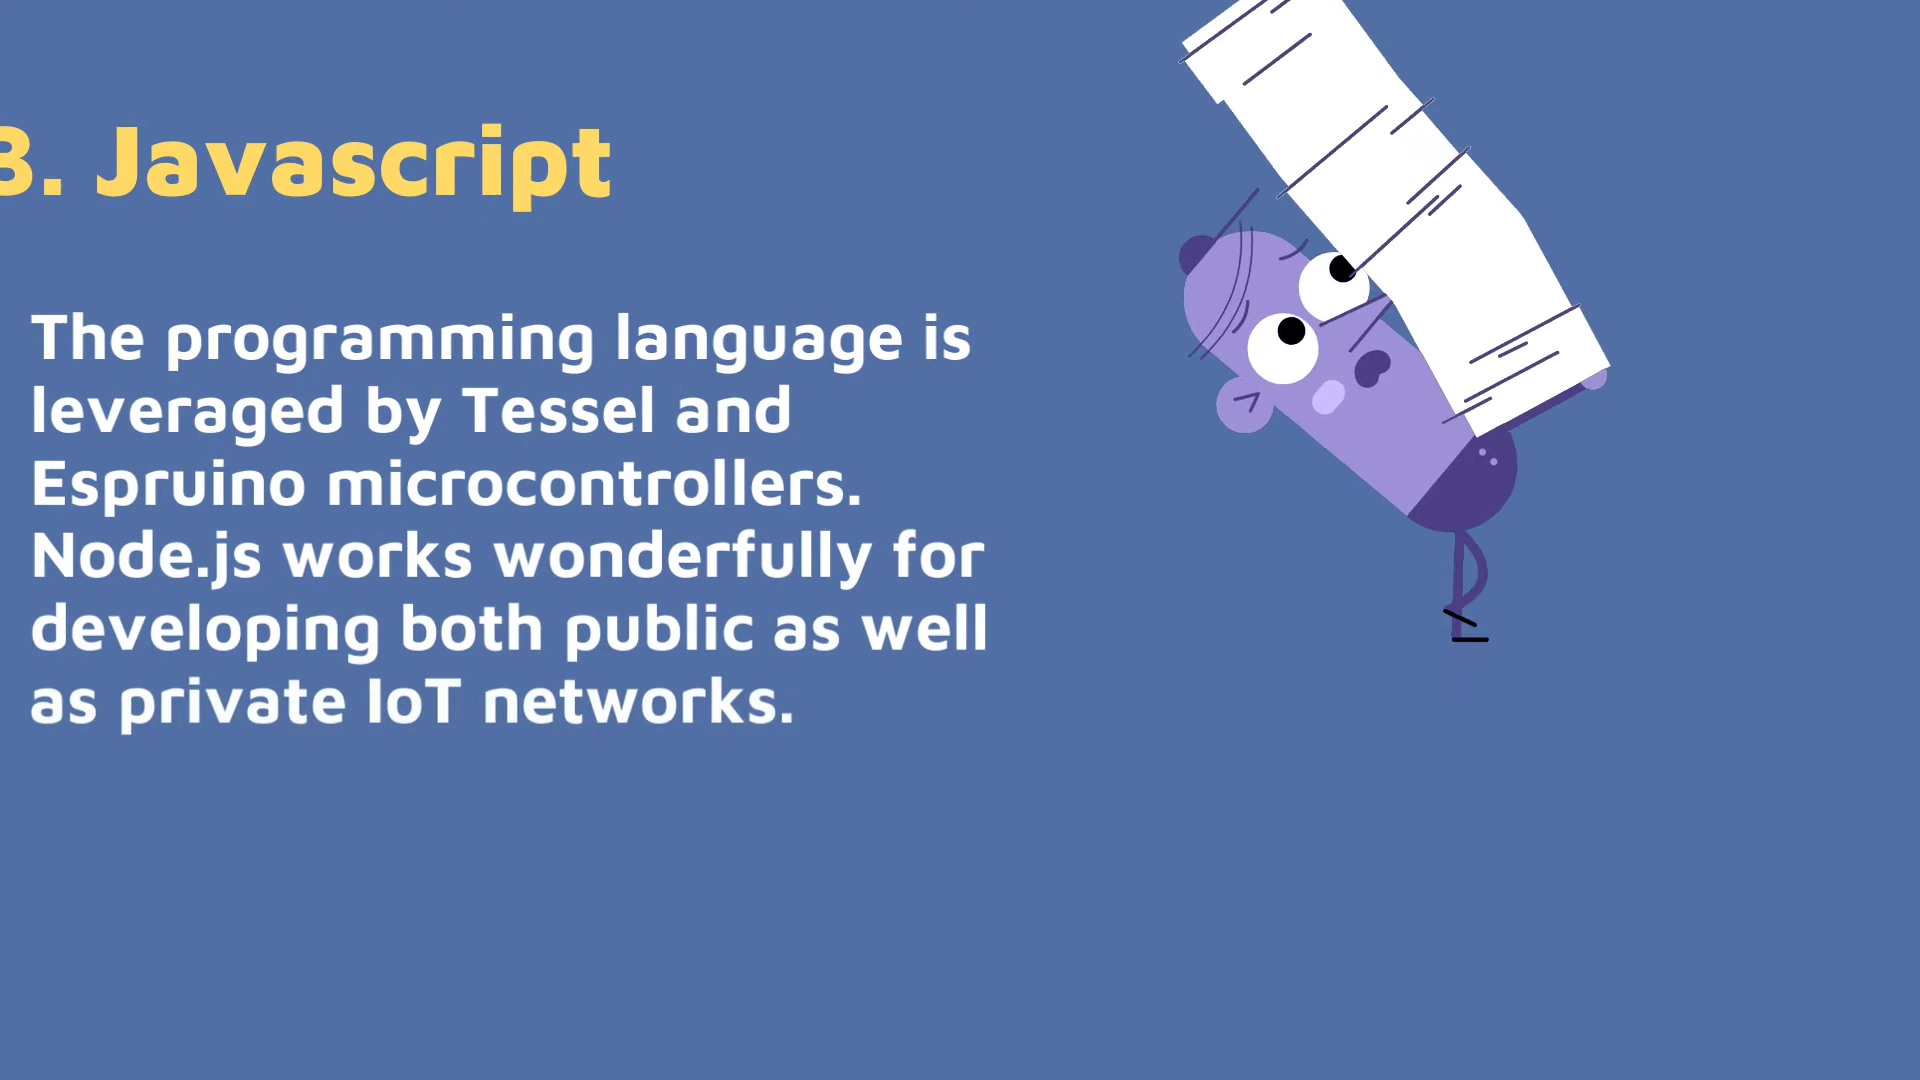 3. Javascript
The programming language is
leveraged by Tessel and
Espruino microcontrollers.
Node.js works wonderfully for
developing both public as well
as private IoT networks.